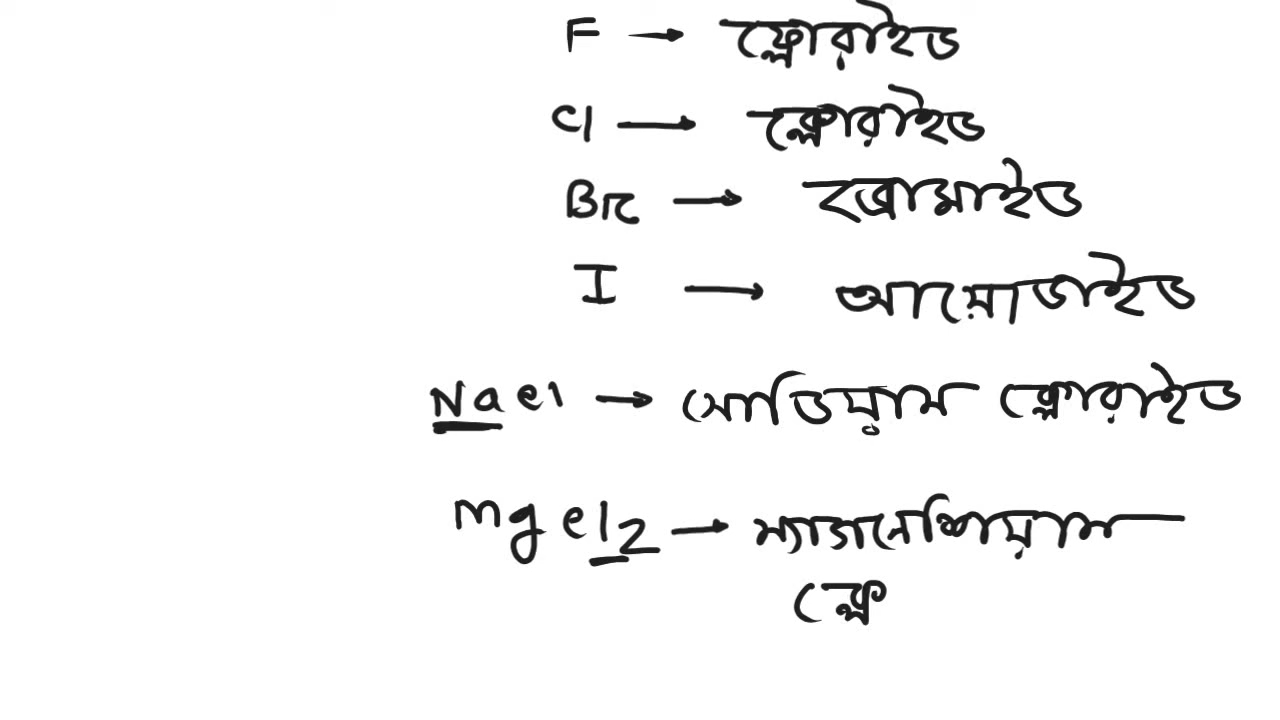 F → ফ্লোরাইড
Cl → ক্লোরাইড
Br → ব্রোমাইড
I → আয়োডাইড
NaCl → সোডিয়াম ক্লোরাইড
MgCl2 → ম্যাগনেশিয়াম
ক্লো